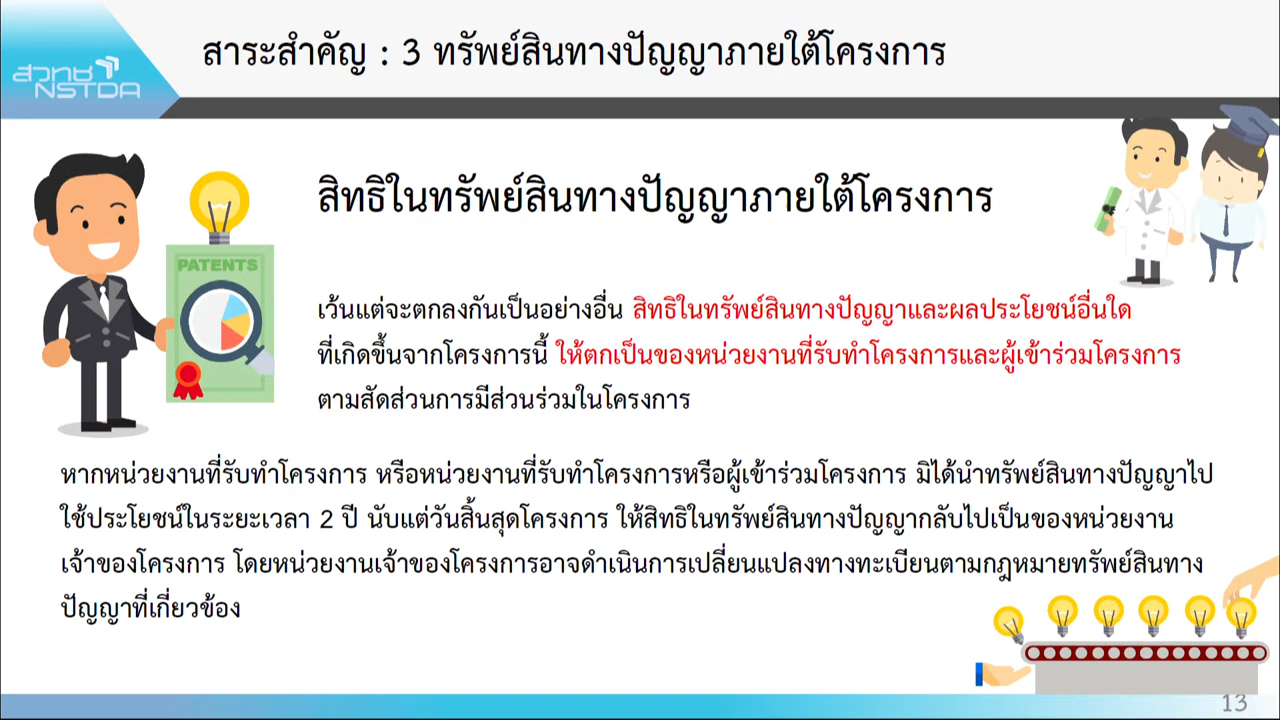 สาระสำคัญ : 3 ทรัพย์สินทางปัญญาภายใต้โครงการ
สวทช
NSTDA
สิทธิในทรัพย์สินทางปัญญาภายใต้โครงการ
PATENTS
เว้นแต่จะตกลงกันเป็นอย่างอื่น สิทธิในทรัพย์สินทางปัญญาและผลประโยชน์อื่นใด
ที่เกิดขึ้นจากโครงการนี้ ให้ตกเป็นของหน่วยงานที่รับทำโครงการและผู้เข้าร่วมโครงการ
ตามสัดส่วนการมีส่วนร่วมในโครงการ
หากหน่วยงานที่รับทำโครงการ หรือหน่วยงานที่รับทำโครงการหรือผู้เข้าร่วมโครงการ มิได้นำทรัพย์สินทางปัญญาไป
ใช้ประโยชน์ในระยะเวลา 2 ปี นับแต่วันสิ้นสุดโครงการ ให้สิทธิในทรัพย์สินทางปัญญากลับไปเป็นของหน่วยงาน
เจ้าของโครงการ โดยหน่วยงานเจ้าของโครงการอาจดำเนินการเปลี่ยนแปลงทางทะเบียนตามกฎหมายทรัพย์สินทาง
ปัญญาที่เกี่ยวข้อง
13